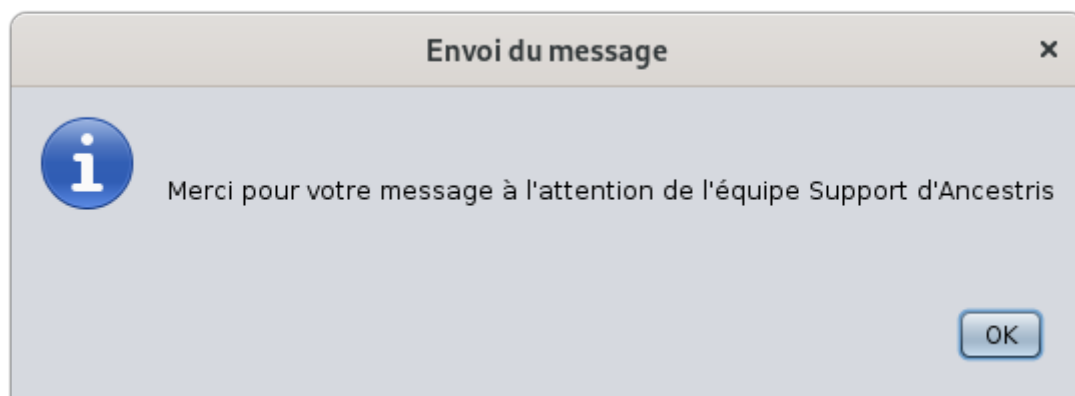 Envoi du message
Merci pour votre message à l'attention de l'équipe Support d'Ancestris
OK